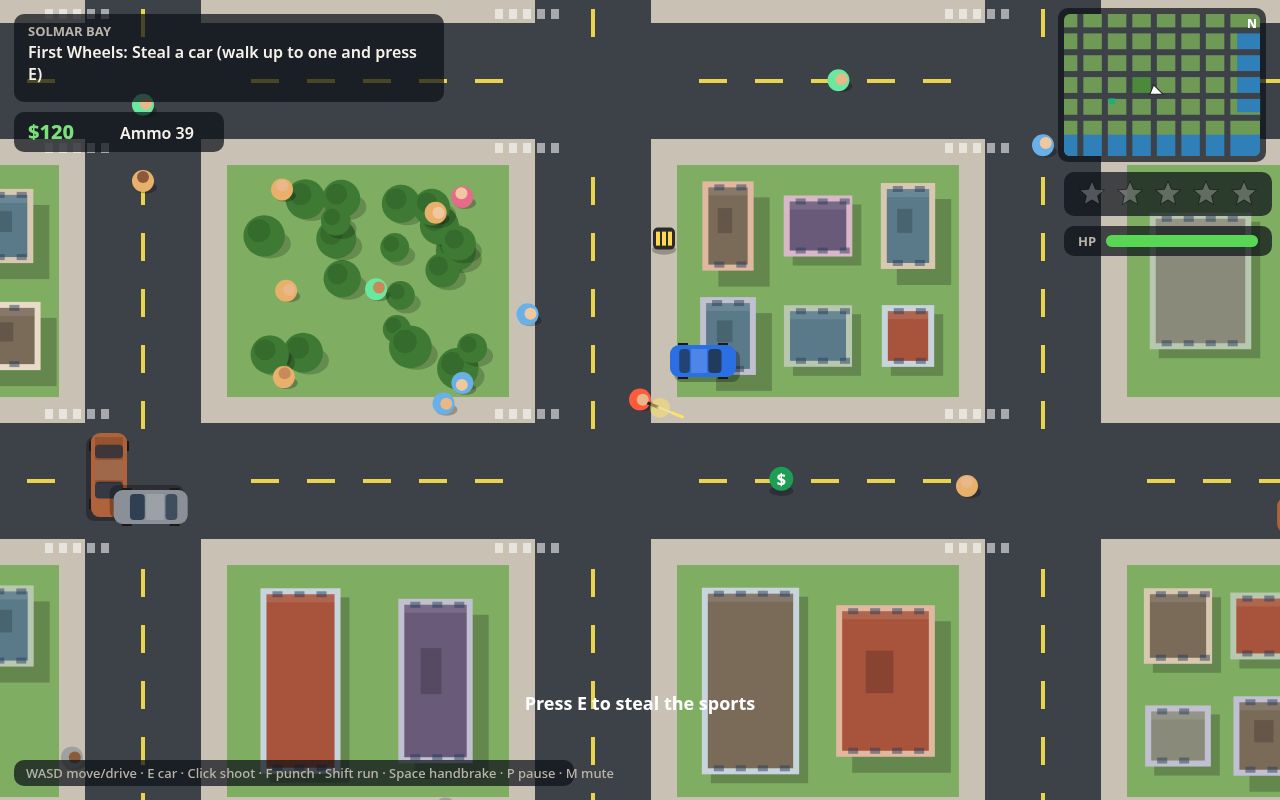 SOLMAR BAY
First Wheels: Steal a car (walk up to one and press
E)
N
$120 Ammo 39
HP
$
Press E to steal the sports
WASD move/drive · E car · Click shoot · F punch · Shift run · Space handbrake · P pause · M mute